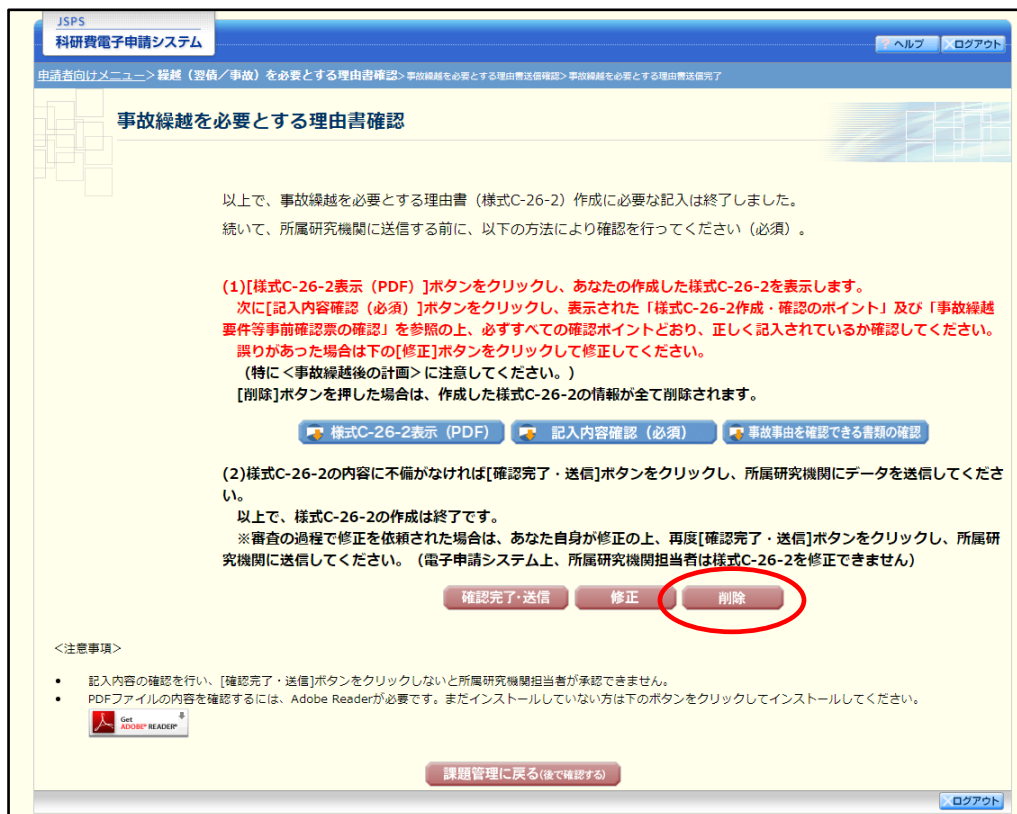 JSPS
科研費電子申請システム
? ヘルプ
×ログアウト
申請者向けメニュー>繰越（翌債／事故）を必要とする理由書確認>事故繰越を必要とする理由書送信確認>事故繰越を必要とする理由書送信完了
事故繰越を必要とする理由書確認
以上で、事故繰越を必要とする理由書（様式C-26-2）作成に必要な記入は終了しました。
続いて、所属研究機関に送信する前に、以下の方法により確認を行ってください（必須）。
(1)[様式C-26-2表示（PDF）]ボタンをクリックし、あなたの作成した様式C-26-2を表示します。
次に[記入内容確認（必須）]ボタンをクリックし、表示された「様式C-26-2作成・確認のポイント」及び「事故繰越
要件等事前確認票の確認」を参照の上、必ずすべての確認ポイントどおり、正しく記入されているか確認してください。
誤りがあった場合は下の[修正]ボタンをクリックして修正してください。
（特に＜事故繰越後の計画＞に注意してください。）
[削除]ボタンを押した場合は、作成した様式C-26-2の情報が全て削除されます。
様式C-26-2表示（PDF）
記入内容確認（必須）
事故事由を確認できる書類の確認
(2)様式C-26-2の内容に不備がなければ[確認完了・送信]ボタンをクリックし、所属研究機関にデータを送信してくださ
い。
以上で、様式C-26-2の作成は終了です。
※審査の過程で修正を依頼された場合は、あなた自身が修正の上、再度[確認完了・送信]ボタンをクリックし、所属研
究機関に送信してください。（電子申請システム上、所属研究機関担当者は様式C-26-2を修正できません）
確認完了･送信
修正
削除
＜注意事項＞
• 記入内容の確認を行い、[確認完了・送信]ボタンをクリックしないと所属研究機関担当者が承認できません。
• PDFファイルの内容を確認するには、Adobe Readerが必要です。まだインストールしていない方は下のボタンをクリックしてインストールしてください。
Get
ADOBE® READER®
課題管理に戻る(後で確認する)
×ログアウト